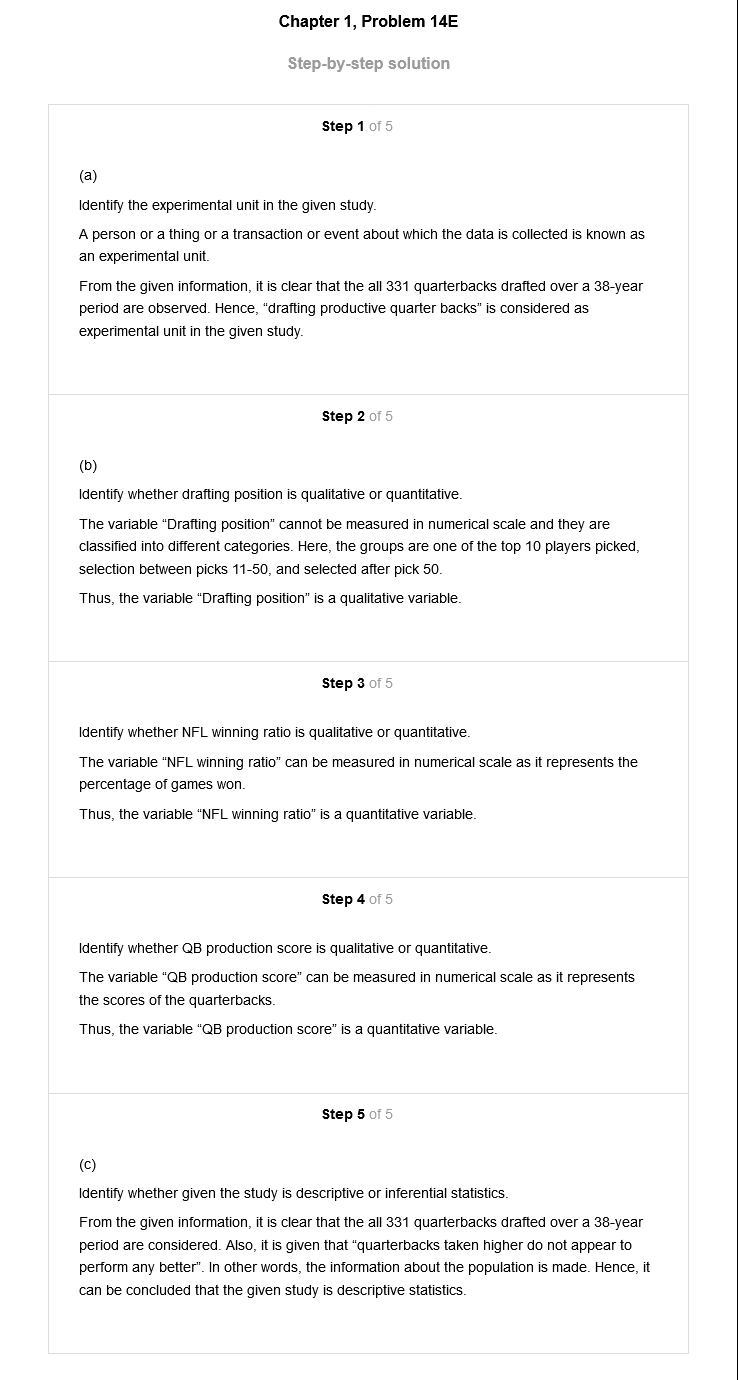 Chapter 1, Problem 14E
Step-by-step solution
Step 1 of 5
(a)
Identify the experimental unit in the given study.
A person or a thing or a transaction or event about which the data is collected is known as
an experimental unit.
From the given information, it is clear that the all 331 quarterbacks drafted over a 38-year
period are observed. Hence, “drafting productive quarter backs” is considered as
experimental unit in the given study.
Step 2 of 5
(b)
Identify whether drafting position is qualitative or quantitative.
The variable “Drafting position” cannot be measured in numerical scale and they are
classified into different categories. Here, the groups are one of the top 10 players picked,
selection between picks 11-50, and selected after pick 50.
Thus, the variable “Drafting position” is a qualitative variable.
Step 3 of 5
Identify whether NFL winning ratio is qualitative or quantitative.
The variable “NFL winning ratio” can be measured in numerical scale as it represents the
percentage of games won.
Thus, the variable “NFL winning ratio” is a quantitative variable.
Step 4 of 5
Identify whether QB production score is qualitative or quantitative.
The variable “QB production score” can be measured in numerical scale as it represents
the scores of the quarterbacks.
Thus, the variable “QB production score” is a quantitative variable.
Step 5 of 5
(c)
Identify whether given the study is descriptive or inferential statistics.
From the given information, it is clear that the all 331 quarterbacks drafted over a 38-year
period are considered. Also, it is given that “quarterbacks taken higher do not appear to
perform any better”. In other words, the information about the population is made. Hence, it
can be concluded that the given study is descriptive statistics.